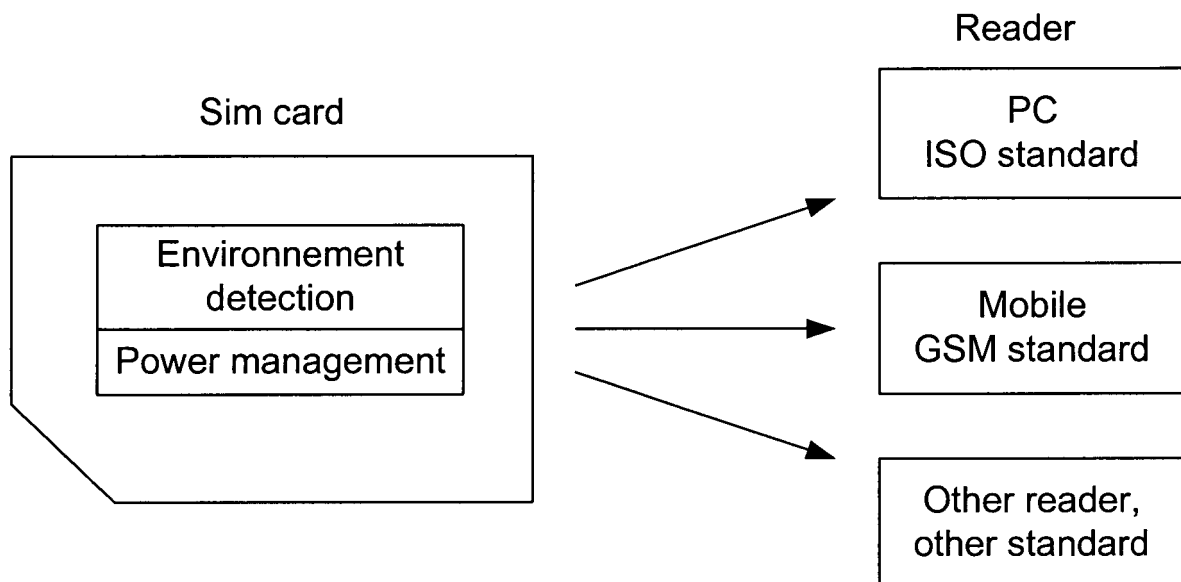 Sim card
Environnement
detection
Power management
Reader
PC
ISO standard
Mobile
GSM standard
Other reader,
other standard